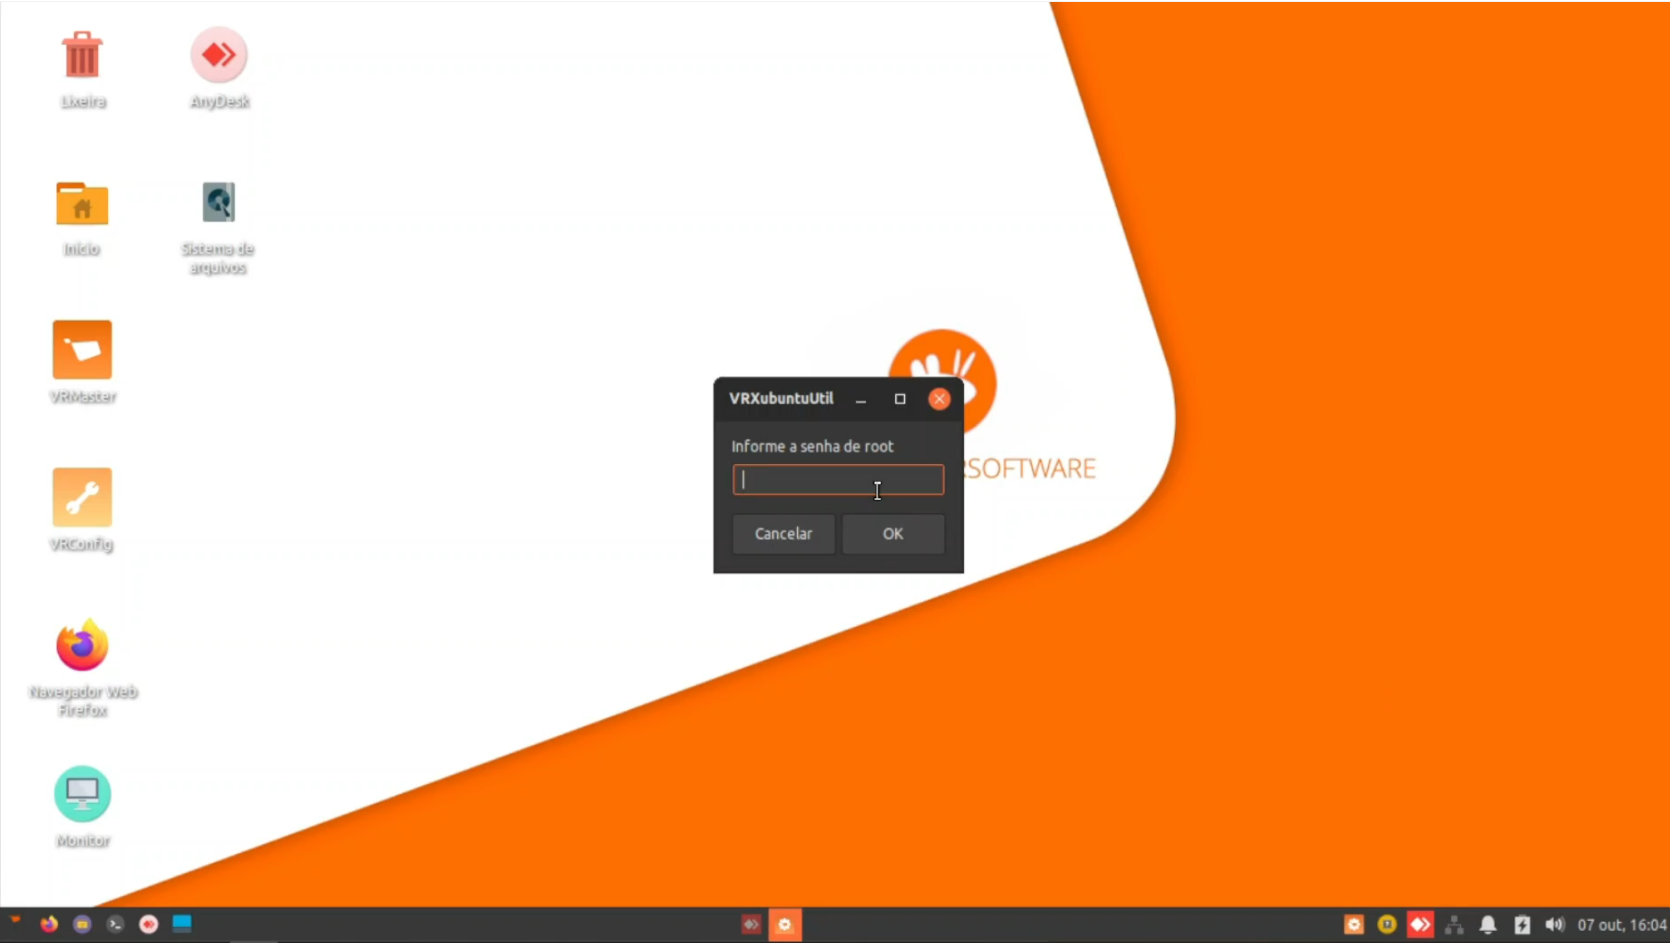 Lixeira
AnyDesk
Início
Sistema de
arquivos
VRMaster
VRConfig
Navegador Web
Firefox
Monitor
VRXubuntuUtil
Informe a senha de root
Cancelar
OK
RSOFTWARE
07 out, 16:04